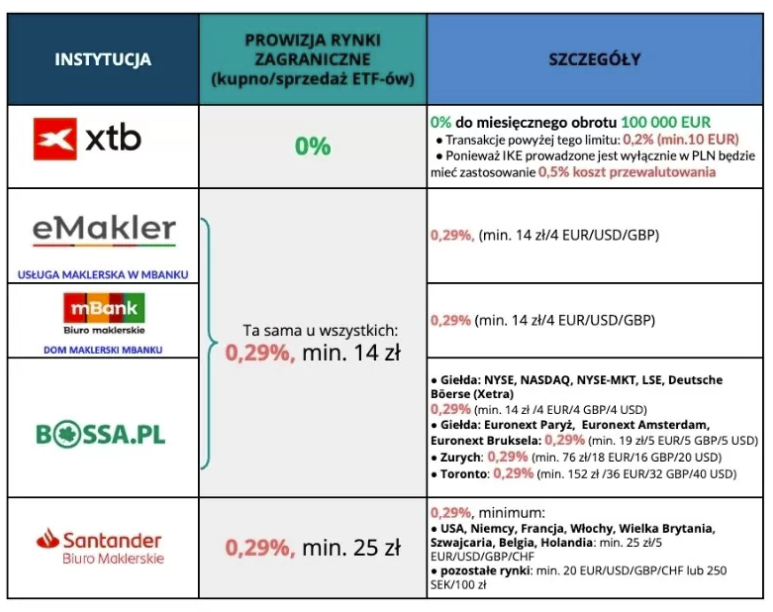 INSTYTUCJA
PROWIZJA RYNKI
ZAGRANICZNE
(kupno/sprzedaż ETF-ów)
SZCZEGÓŁY
xtb
0%
0% do miesięcznego obrotu 100 000 EUR
● Transakcje powyżej tego limitu: 0,2% (min.10 EUR)
● Ponieważ IKE prowadzone jest wyłącznie w PLN będzie
mieć zastosowanie 0,5% koszt przewalutowania
eMakler
USŁUGA MAKLERSKA W MBANKU
0,29%, (min. 14 zł/4 EUR/USD/GBP)
mBank
Biuro maklerskie
DOM MAKLERSKI MBANKU
Ta sama u wszystkich:
0,29%, min. 14 zł
0,29% (min. 14 zł/4 EUR/USD/GBP)
BOSSA.PL
● Giełda: NYSE, NASDAQ, NYSE-MKT, LSE, Deutsche
Böerse (Xetra)
0,29% (min. 14 zł /4 EUR/4 GBP/4 USD)
● Giełda: Euronext Paryż, Euronext Amsterdam,
Euronext Bruksela: 0,29% (min. 19 zł/5 EUR/5 GBP/5 USD)
● Zurych: 0,29% (min. 76 zł/18 EUR/16 GBP/20 USD)
● Toronto: 0,29% (min. 152 zł /36 EUR/32 GBP/40 USD)
Santander
Biuro Maklerskie
0,29%, min. 25 zł
0,29%, minimum:
● USA, Niemcy, Francja, Włochy, Wielka Brytania,
Szwajcaria, Belgia, Holandia: min. 25 zł/5
EUR/USD/GBP/CHF
● pozostałe rynki: min. 20 EUR/USD/GBP/CHF lub 250
SEK/100 zł